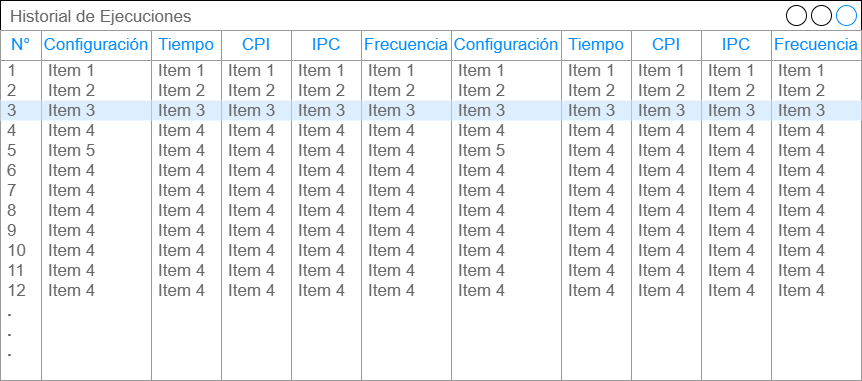 Historial de Ejecuciones
N° Configuración Tiempo CPI IPC Frecuencia Configuración Tiempo CPI IPC Frecuencia
1 Item 1 Item 1 Item 1 Item 1 Item 1 Item 1 Item 1 Item 1 Item 1 Item 1
2 Item 2 Item 2 Item 2 Item 2 Item 2 Item 2 Item 2 Item 2 Item 2 Item 2
3 Item 3 Item 3 Item 3 Item 3 Item 3 Item 3 Item 3 Item 3 Item 3 Item 3
4 Item 4 Item 4 Item 4 Item 4 Item 4 Item 4 Item 4 Item 4 Item 4 Item 4
5 Item 5 Item 4 Item 4 Item 4 Item 4 Item 5 Item 4 Item 4 Item 4 Item 4
6 Item 4 Item 4 Item 4 Item 4 Item 4 Item 4 Item 4 Item 4 Item 4 Item 4
7 Item 4 Item 4 Item 4 Item 4 Item 4 Item 4 Item 4 Item 4 Item 4 Item 4
8 Item 4 Item 4 Item 4 Item 4 Item 4 Item 4 Item 4 Item 4 Item 4 Item 4
9 Item 4 Item 4 Item 4 Item 4 Item 4 Item 4 Item 4 Item 4 Item 4 Item 4
10 Item 4 Item 4 Item 4 Item 4 Item 4 Item 4 Item 4 Item 4 Item 4 Item 4
11 Item 4 Item 4 Item 4 Item 4 Item 4 Item 4 Item 4 Item 4 Item 4 Item 4
12 Item 4 Item 4 Item 4 Item 4 Item 4 Item 4 Item 4 Item 4 Item 4 Item 4
.
.
.